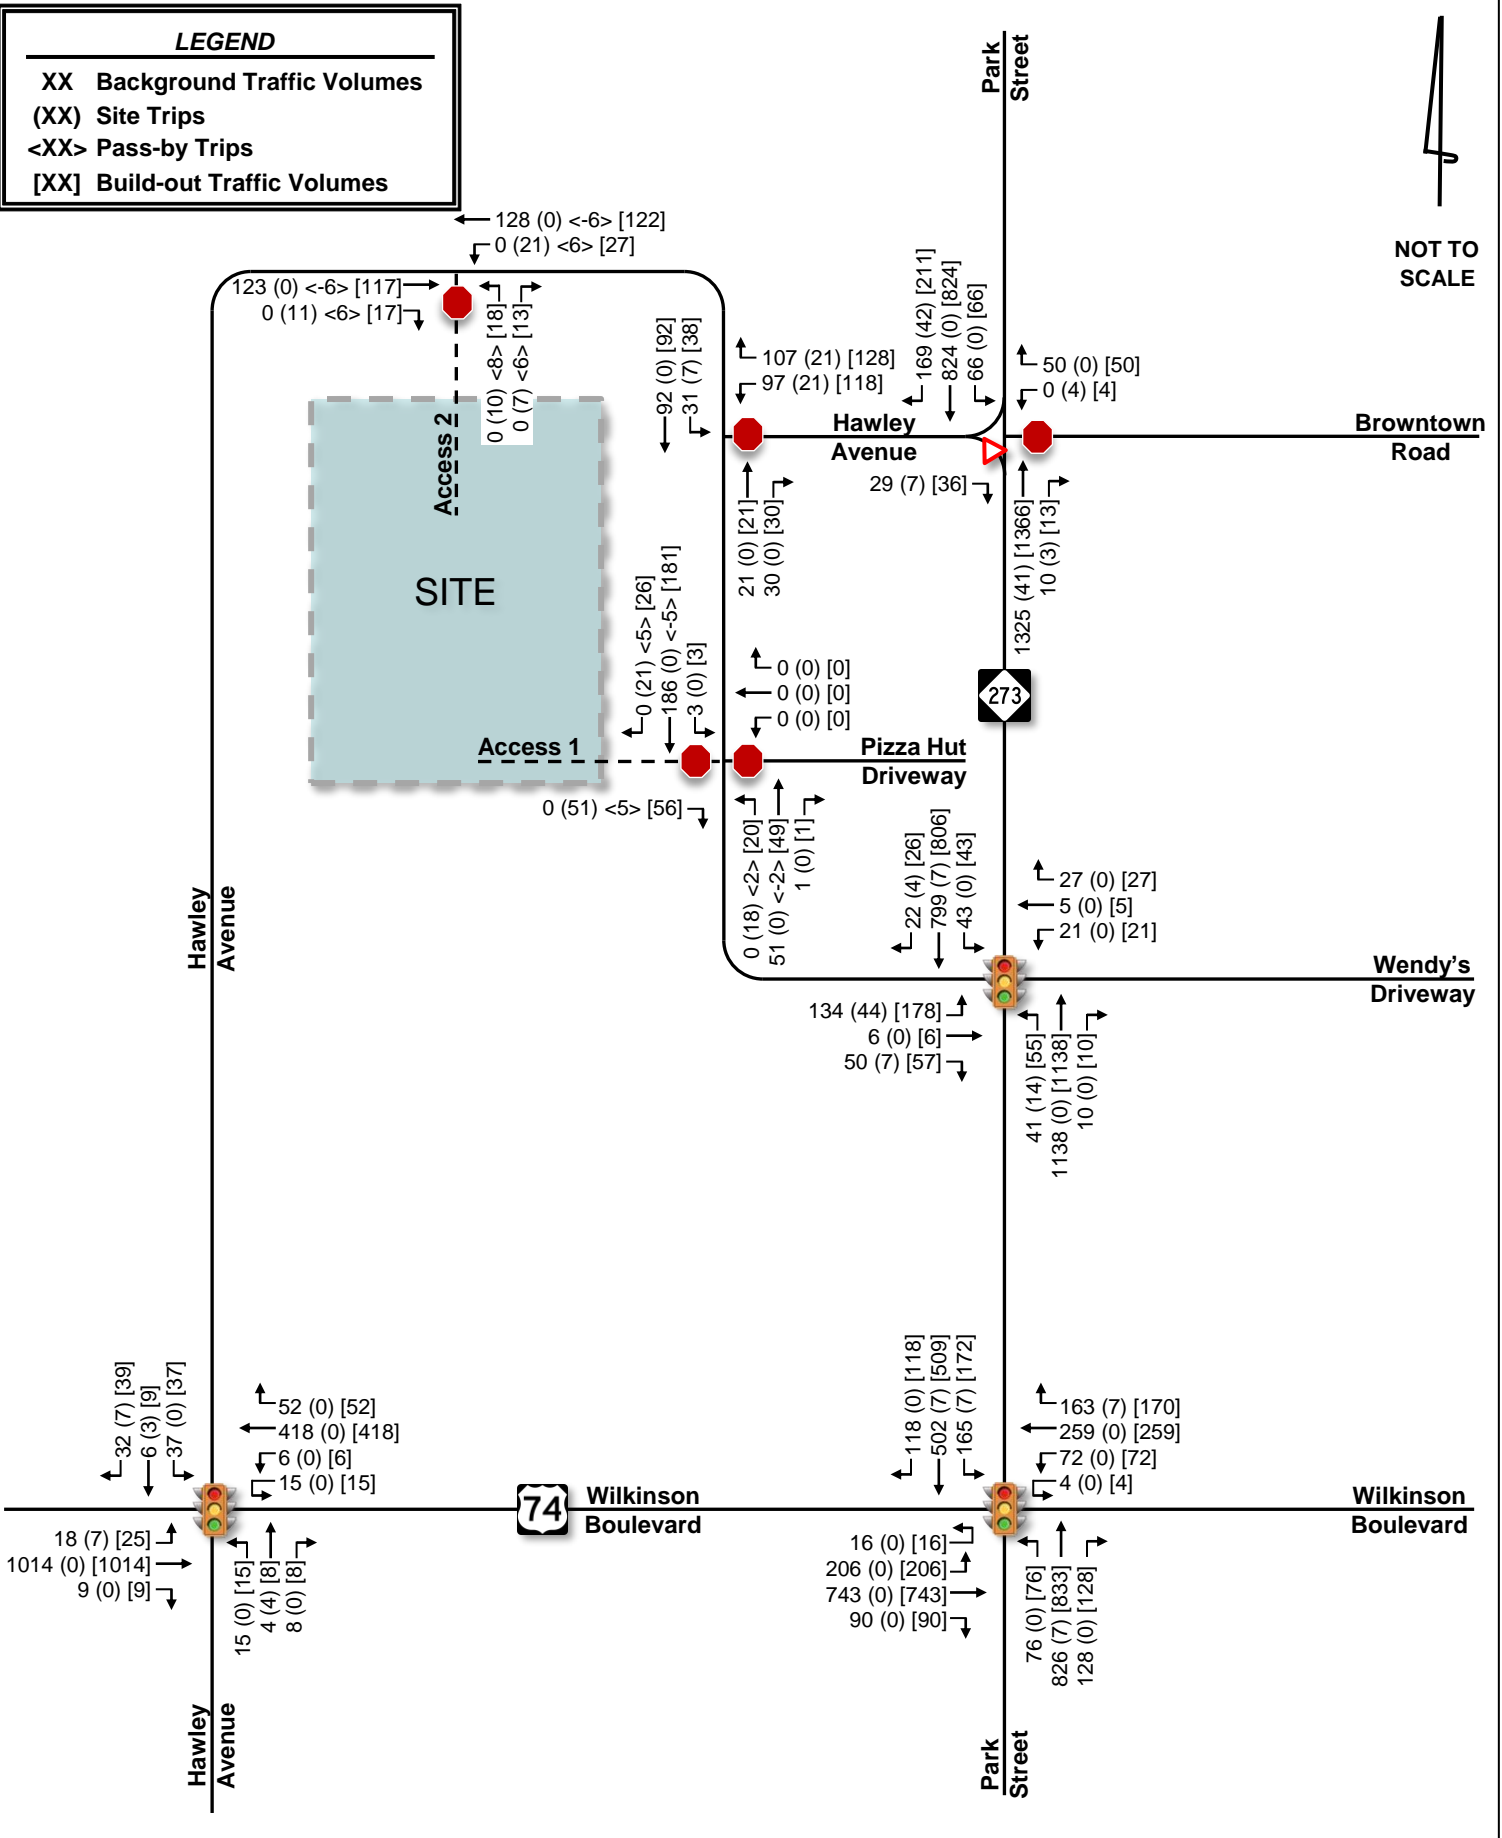 LEGEND
XX Background Traffic Volumes
(XX) Site Trips
<XX> Pass-by Trips
[XX] Build-out Traffic Volumes
Park
Street
NOT TO
SCALE
128 (0) <-6> [122]
0 (21) <6> [27]
123 (0) <-6> [117]
0 (11) <6> [17]
0 (10) <8> [18]
0 (7) <6> [13]
Access 2
SITE
92 (0) [92]
31 (7) [38]
107 (21) [128]
97 (21) [118]
169 (42) [211]
824 (0) [824]
66 (0) [66]
50 (0) [50]
0 (4) [4]
Hawley
Avenue
Browntown
Road
29 (7) [36]
21 (0) [21]
30 (0) [30]
1325 (41) [1366]
10 (3) [13]
273
0 (21) <5> [26]
186 (0) <-5> [181]
3 (0) [3]
0 (0) [0]
0 (0) [0]
0 (0) [0]
Access 1
Pizza Hut
Driveway
0 (51) <5> [56]
0 (18) <2> [20]
51 (0) <-2> [49]
1 (0) [1]
22 (4) [26]
799 (7) [806]
43 (0) [43]
27 (0) [27]
5 (0) [5]
21 (0) [21]
Hawley
Avenue
Wendy's
Driveway
134 (44) [178]
6 (0) [6]
50 (7) [57]
41 (14) [55]
1138 (0) [1138]
10 (0) [10]
32 (7) [39]
6 (3) [9]
37 (0) [37]
52 (0) [52]
418 (0) [418]
6 (0) [6]
15 (0) [15]
118 (0) [118]
502 (7) [509]
165 (7) [172]
163 (7) [170]
259 (0) [259]
72 (0) [72]
4 (0) [4]
74
Wilkinson
Boulevard
Wilkinson
Boulevard
18 (7) [25]
1014 (0) [1014]
9 (0) [9]
15 (0) [15]
4 (4) [8]
8 (0) [8]
16 (0) [16]
206 (0) [206]
743 (0) [743]
90 (0) [90]
76 (0) [76]
826 (7) [833]
128 (0) [128]
Hawley
Avenue
Park
Street